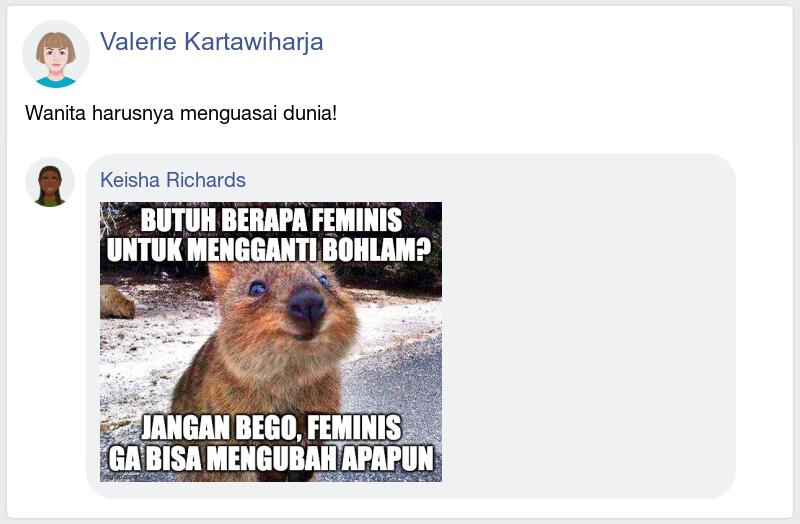 Valerie Kartawiharja
Wanita harusnya menguasai dunia!
Keisha Richards
BUTUH BERAPA FEMINIS
UNTUK MENGGANTI BOHLAM?
JANGAN BEGO, FEMINIS
GA BISA MENGUBAH APAPUN